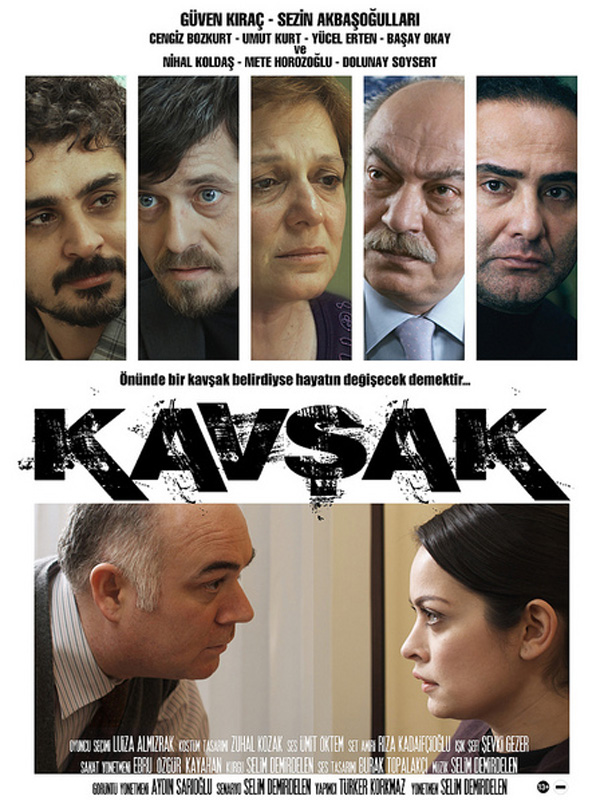 GÜVEN KIRAÇ - SEZİN AKBAŞOĞULLARI
CENGİZ BOZKURT - UMUT KURT - YÜCEL ERTEN - BAŞAY OKAY
ve
NİHAL KOLDAŞ - METE HOROZOĞLU - DOLUNAY SOYSERT
Önünde bir kavşak belirdiyse hayatın değişecek demektir...
KAVŞAK
OYUNCU SEÇİMİ LUIZA ALMIZRAK KOSTÜM TASARIMI ZUHAL KOZAK SES ÜMİT ÖKTEM SET AMİRİ RIZA KADAİFÇİOĞLU IŞIK ŞEFİ ŞEVKİ GEZER
SANAT YÖNETMENİ EBRU ÖZGÜR KAYAHAN KURGU SELİM DEMİRDELEN SES TASARIMI BURAK TOPALAKÇI MÜZİK SELİM DEMİRDELEN
GÖRÜNTÜ YÖNETMENİ AYDIN SARIOĞLU SENARYO SELİM DEMİRDELEN YAPIMCI TÜRKER KORKMAZ YÖNETMEN SELİM DEMİRDELEN 13+